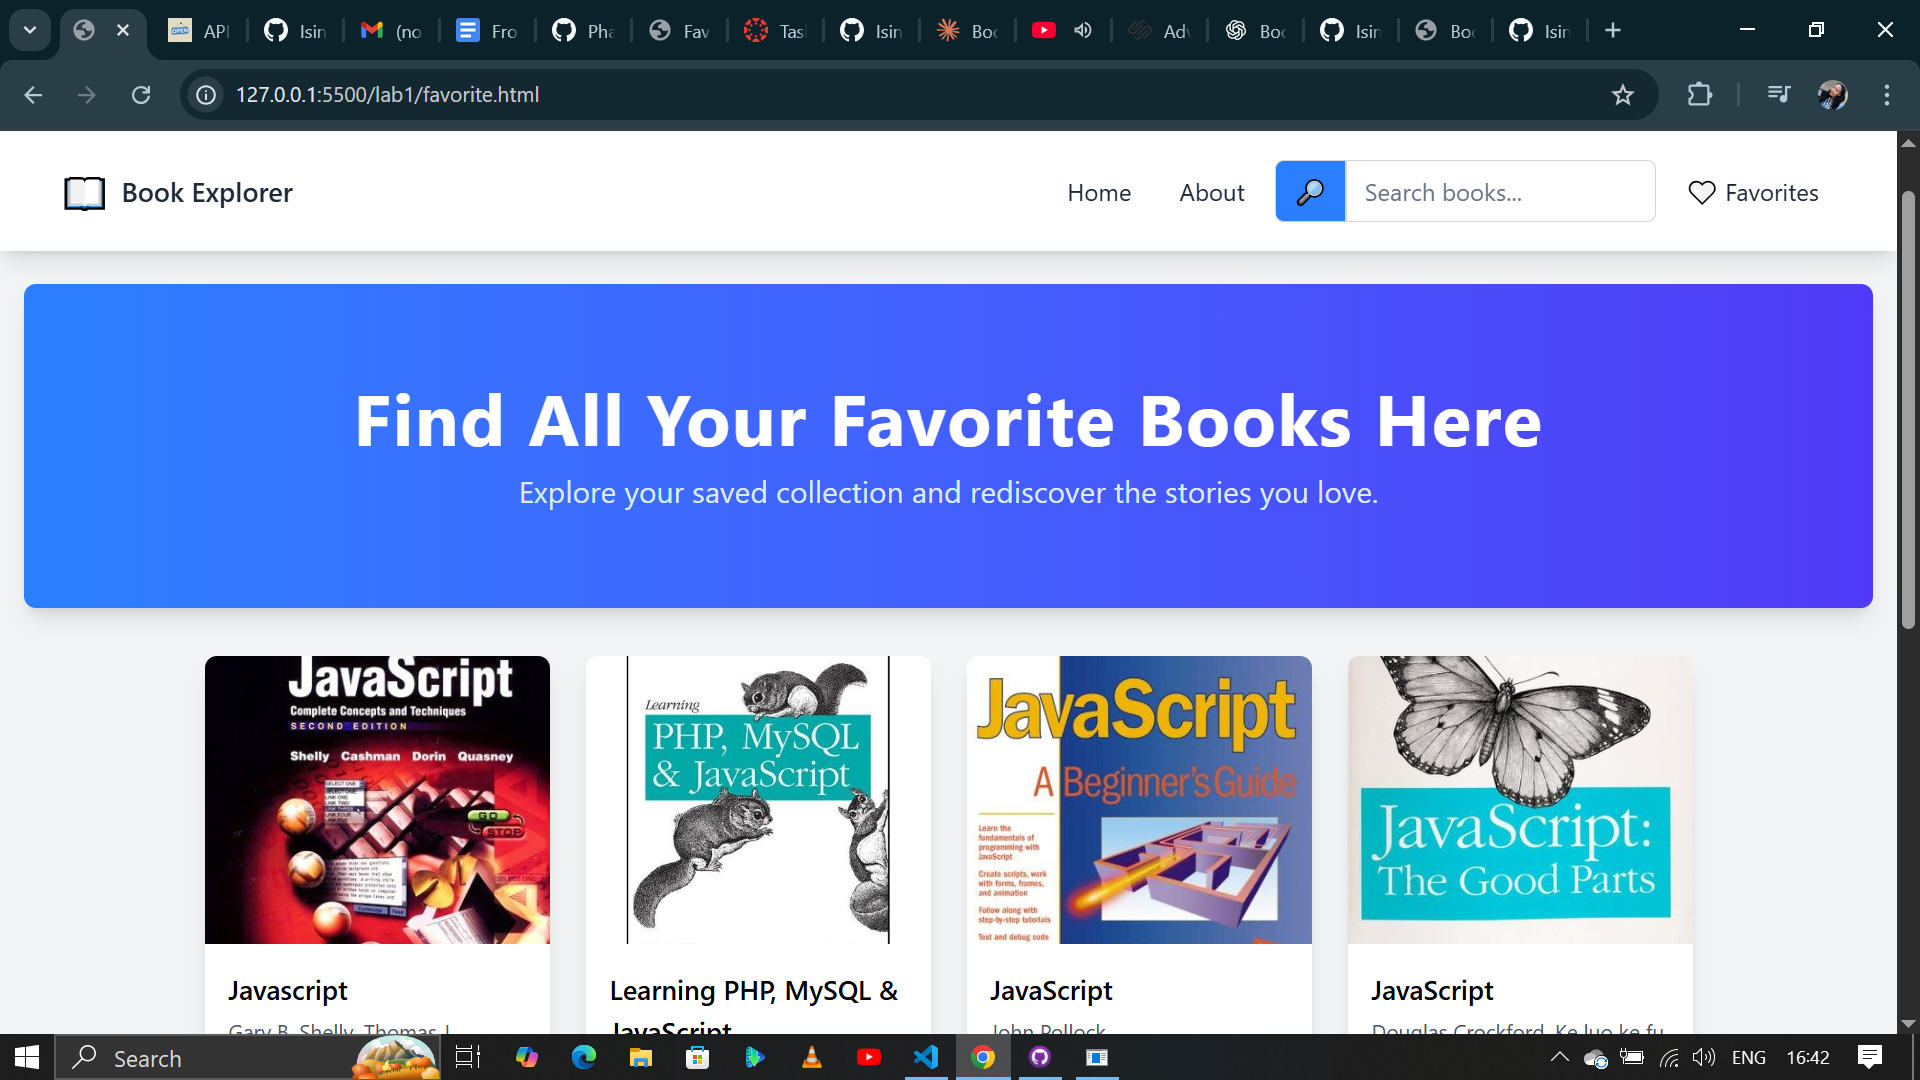 API
Isin
(no
Fro
Pha
Fav
Tas
Isin
Boo
Adv
Boo
Isin
Boo
Isin
127.0.0.1:5500/lab1/favorite.html
Book Explorer
Home
About
Search books...
Favorites
Find All Your Favorite Books Here
Explore your saved collection and rediscover the stories you love.
JavaScript
Complete Concepts and Techniques
SECOND EDITION
Shelly Cashman Dorin Quasney
GO
STOP
Learning
PHP, MySQL
& JavaScript
JavaScript
A Beginner's Guide
Learn the
fundamentals of
programming with
JavaScript
Create scripts, work
with forms, frames,
and animation
Follow along with
step-by-step tutorials
Test and debug code
JavaScript:
The Good Parts
Javascript
Gary B. Shelly, Thomas J.
Learning PHP, MySQL &
JavaScript
JavaScript
John Pollock
JavaScript
Douglas Crockford, Ke luo ke fu
Search
ENG
16:42